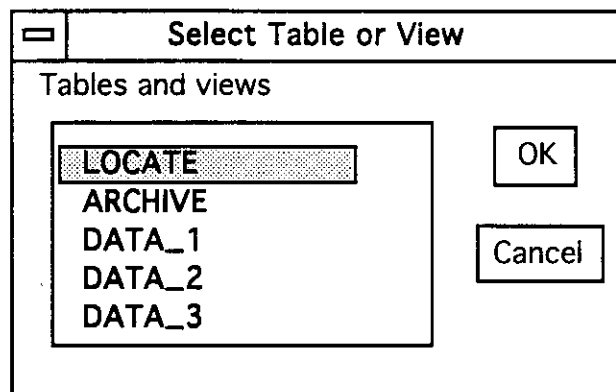 Select Table or View
Tables and views
LOCATE
ARCHIVE
DATA_1
DATA_2
DATA_3
OK
Cancel